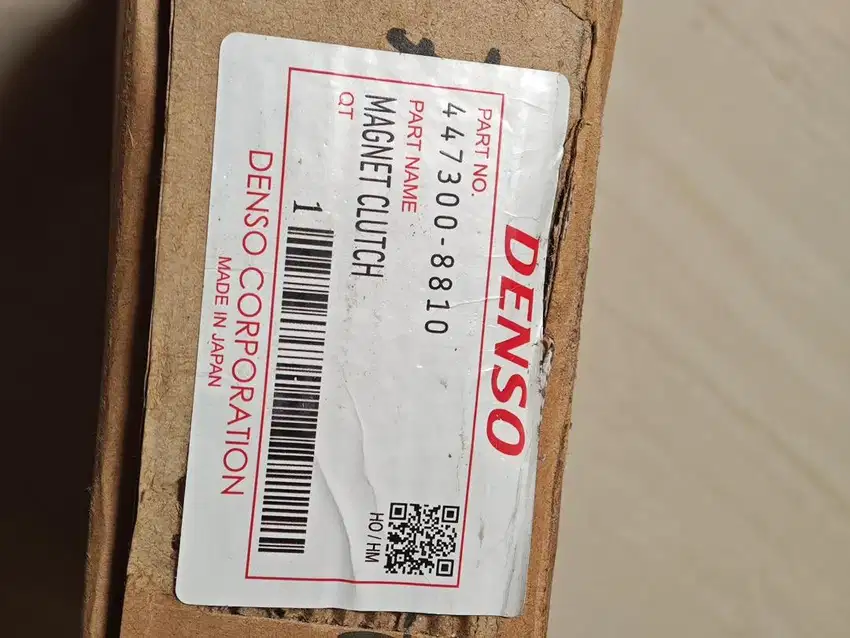 DENSO
PART NO.
447300-8810
PART NAME
MAGNET CLUTCH
QT
1
HO/HM
DENSO CORPORATION
MADE IN JAPAN